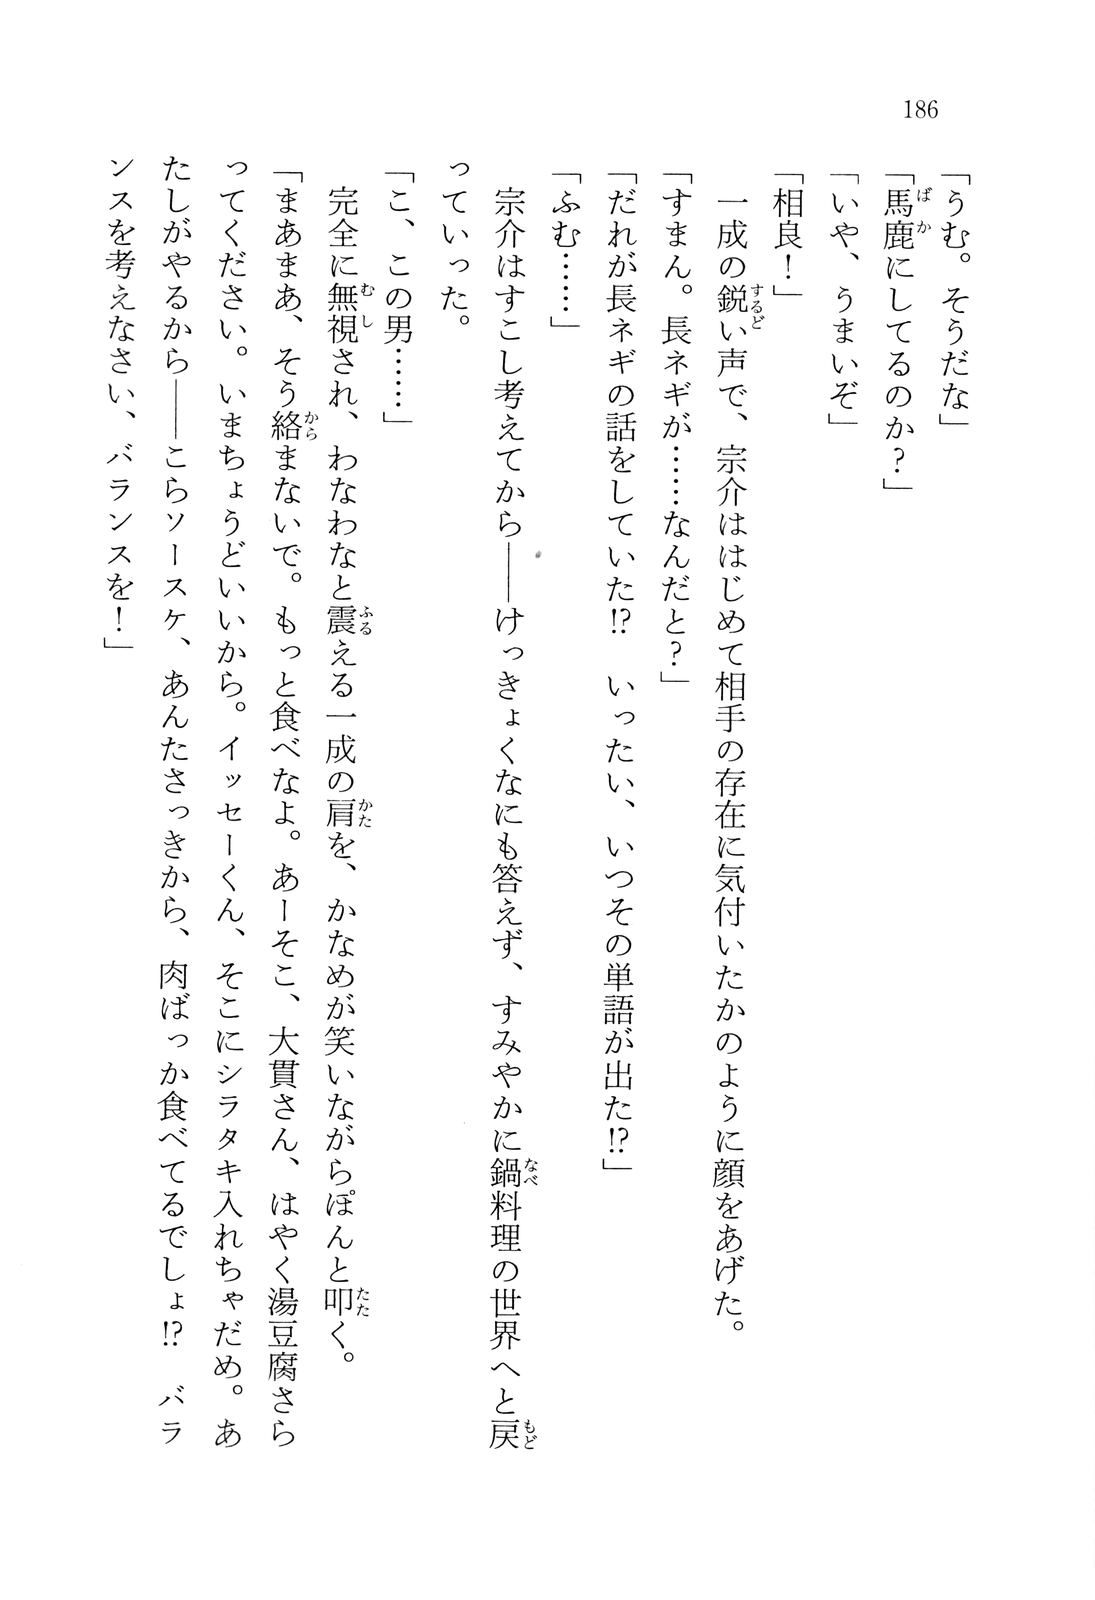 186
「うむ。そうだな」
「馬鹿にしてるのか?」
「いや、うまいぞ」
「相良!」
　一成の鋭い声で、宗介ははじめて相手の存在に気付いたかのように顔をあげた。
「すまん。長ネギが……なんだと?」
「だれが長ネギの話をしていた!?　いったい、いつその単語が出た!?」
「ふむ……」
　宗介はすこし考えてから――けっきょくなにも答えず、すみやかに鍋料理の世界へと戻
っていった。
「こ、この男……」
　完全に無視され、わなわなと震える一成の肩を、かなめが笑いながらぽんと叩く。
「まあまあ、そう絡まないで。もっと食べなよ。あーそこ、大貫さん、はやく湯豆腐さら
ってください。いまちょうどいいから。イッセーくん、そこにシラタキ入れちゃだめ。あ
たしがやるから――こらソースケ、あんたさっきから、肉ばっか食べてるでしょ!?　バラ
ンスを考えなさい、バランスを!」